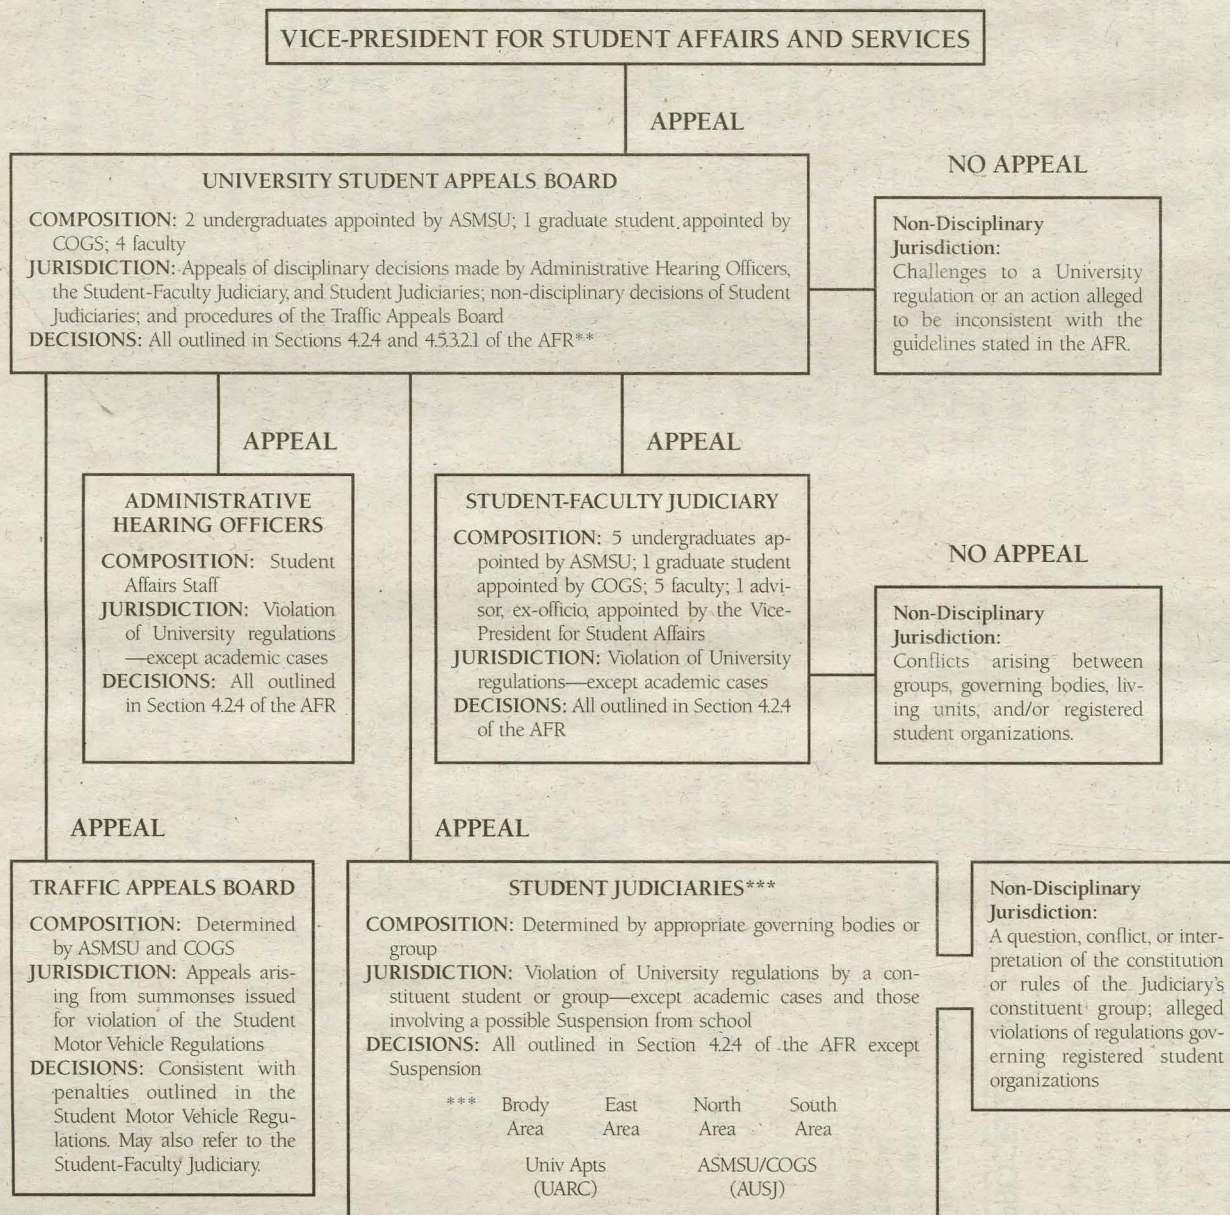 VICE-PRESIDENT FOR STUDENT AFFAIRS AND SERVICES
APPEAL
UNIVERSITY STUDENT APPEALS BOARD
COMPOSITION: 2 undergraduates appointed by ASMSU; 1 graduate student appointed by
COGS; 4 faculty
JURISDICTION: Appeals of disciplinary decisions made by Administrative Hearing Officers,
the Student-Faculty Judiciary, and Student Judiciaries; non-disciplinary decisions of Student
Judiciaries; and procedures of the Traffic Appeals Board
DECISIONS: All outlined in Sections 4.2.4 and 4.5.3.2.1 of the AFR**
NO APPEAL
Non-Disciplinary
Jurisdiction:
Challenges to a University
regulation or an action alleged
to be inconsistent with the
guidelines stated in the AFR.
APPEAL
ADMINISTRATIVE
HEARING OFFICERS
COMPOSITION: Student
Affairs Staff
JURISDICTION: Violation
of University regulations
—except academic cases
DECISIONS: All outlined
in Section 4.2.4 of the AFR
APPEAL
STUDENT-FACULTY JUDICIARY
COMPOSITION: 5 undergraduates ap-
pointed by ASMSU; 1 graduate student
appointed by COGS; 5 faculty; 1 advi-
sor, ex-officio, appointed by the Vice-
President for Student Affairs
JURISDICTION: Violation of University
regulations—except academic cases
DECISIONS: All outlined in Section 4.2.4
of the AFR
NO APPEAL
Non-Disciplinary
Jurisdiction:
Conflicts arising between
groups, governing bodies, liv-
ing units, and/or registered
student organizations.
APPEAL
TRAFFIC APPEALS BOARD
COMPOSITION: Determined
by ASMSU and COGS
JURISDICTION: Appeals aris-
ing from summonses issued
for violation of the Student
Motor Vehicle Regulations
DECISIONS: Consistent with
penalties outlined in the
Student Motor Vehicle Regu-
lations. May also refer to the
Student-Faculty Judiciary.
APPEAL
STUDENT JUDICIARIES***
COMPOSITION: Determined by appropriate governing bodies or
group
JURISDICTION: Violation of University regulations by a con-
stituent student or group—except academic cases and those
involving a possible Suspension from school
DECISIONS: All outlined in Section 4.2.4 of the AFR except
Suspension
*** Brody East North South
Area Area Area Area
Univ Apts ASMSU/COGS
(UARC) (AUSJ)
Non-Disciplinary
Jurisdiction:
A question, conflict, or inter-
pretation of the constitution
or rules of the Judiciary's
constituent group; alleged
violations of regulations gov-
erning registered student
organizations